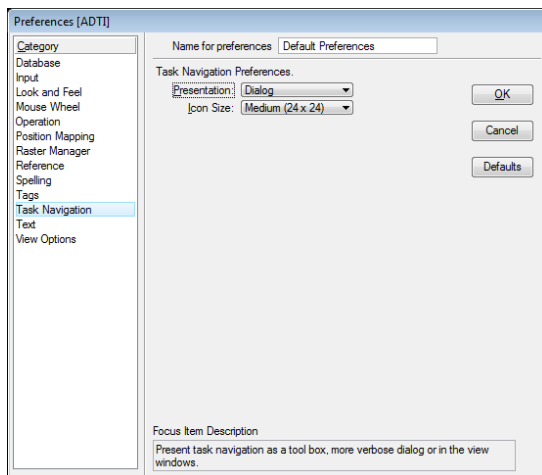 Preferences [ADTI]
Category
Database
Input
Look and Feel
Mouse Wheel
Operation
Position Mapping
Raster Manager
Reference
Spelling
Tags
Task Navigation
Text
View Options
Name for preferences Default Preferences
Task Navigation Preferences.
Presentation: Dialog
Icon Size: Medium (24 x 24)
OK
Cancel
Defaults
Focus Item Description
Present task navigation as a tool box, more verbose dialog or in the view
windows.